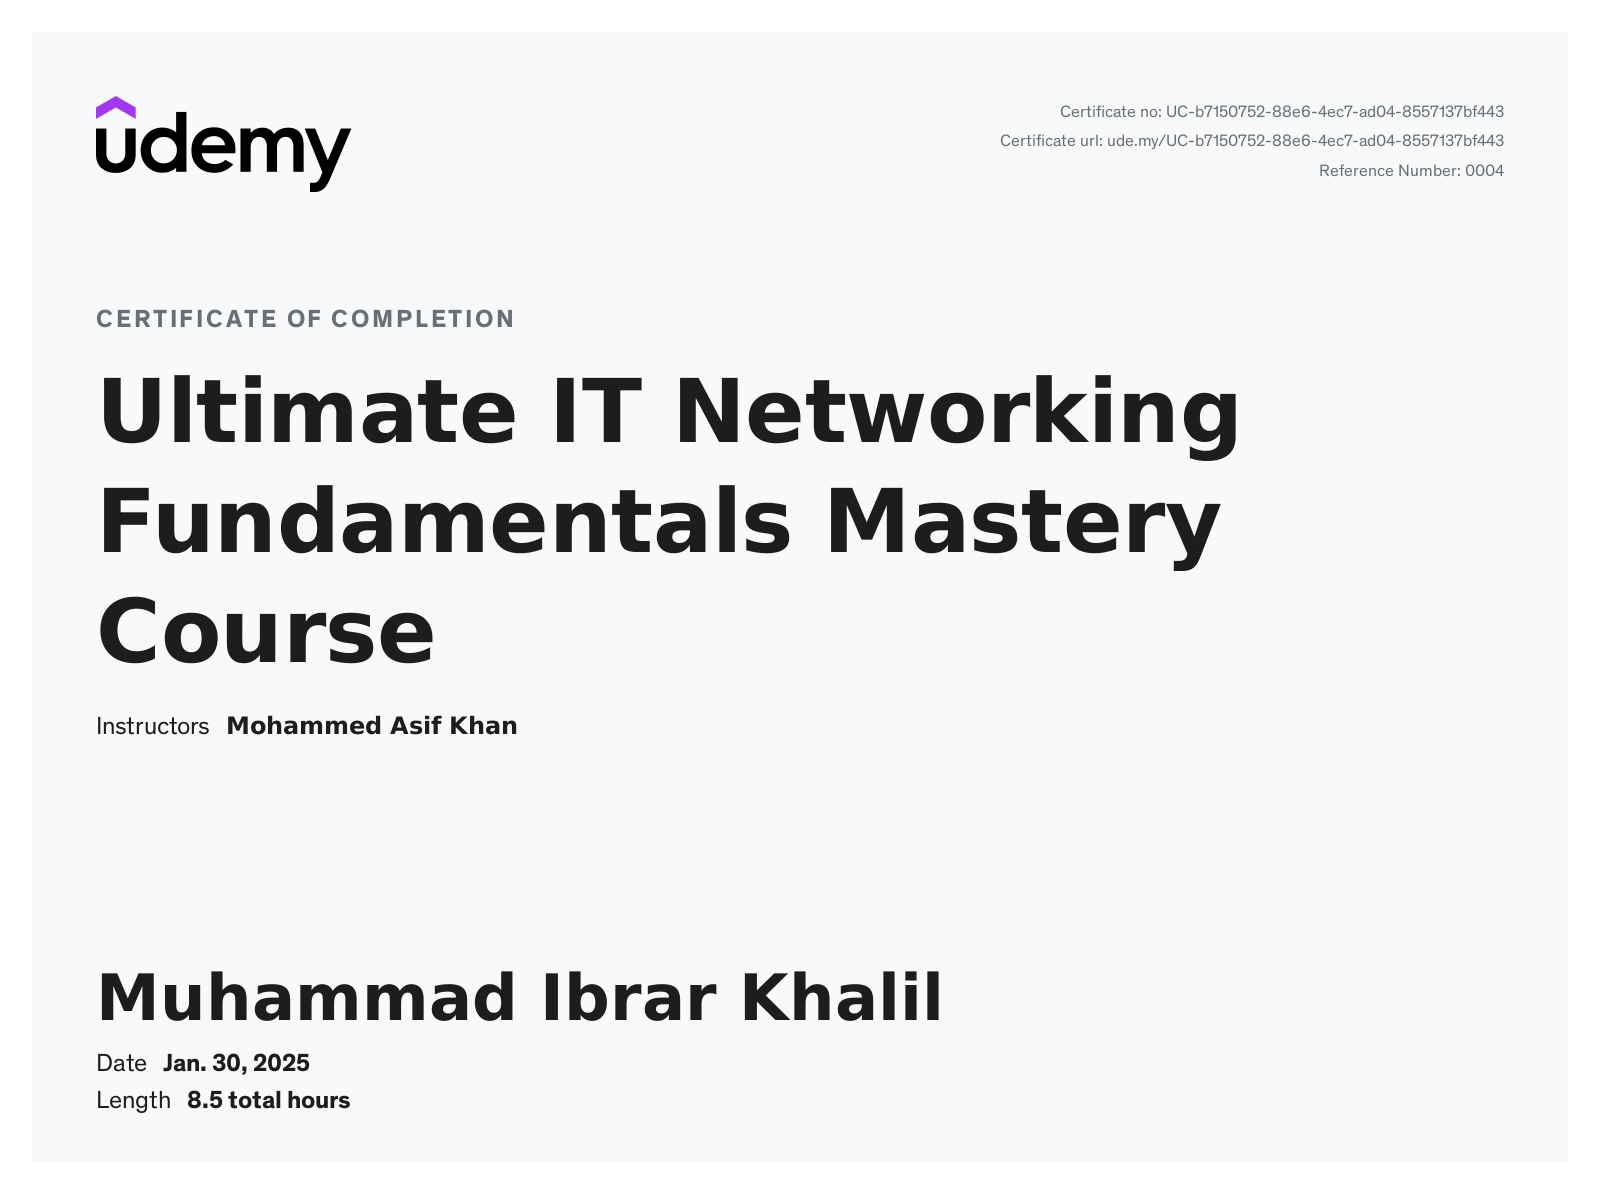 udemy
Certificate no: UC-b7150752-88e6-4ec7-ad04-8557137bf443
Certificate url: ude.my/UC-b7150752-88e6-4ec7-ad04-8557137bf443
Reference Number: 0004
CERTIFICATE OF COMPLETION
Ultimate IT Networking
Fundamentals Mastery
Course
Instructors Mohammed Asif Khan
Muhammad Ibrar Khalil
Date Jan. 30, 2025
Length 8.5 total hours